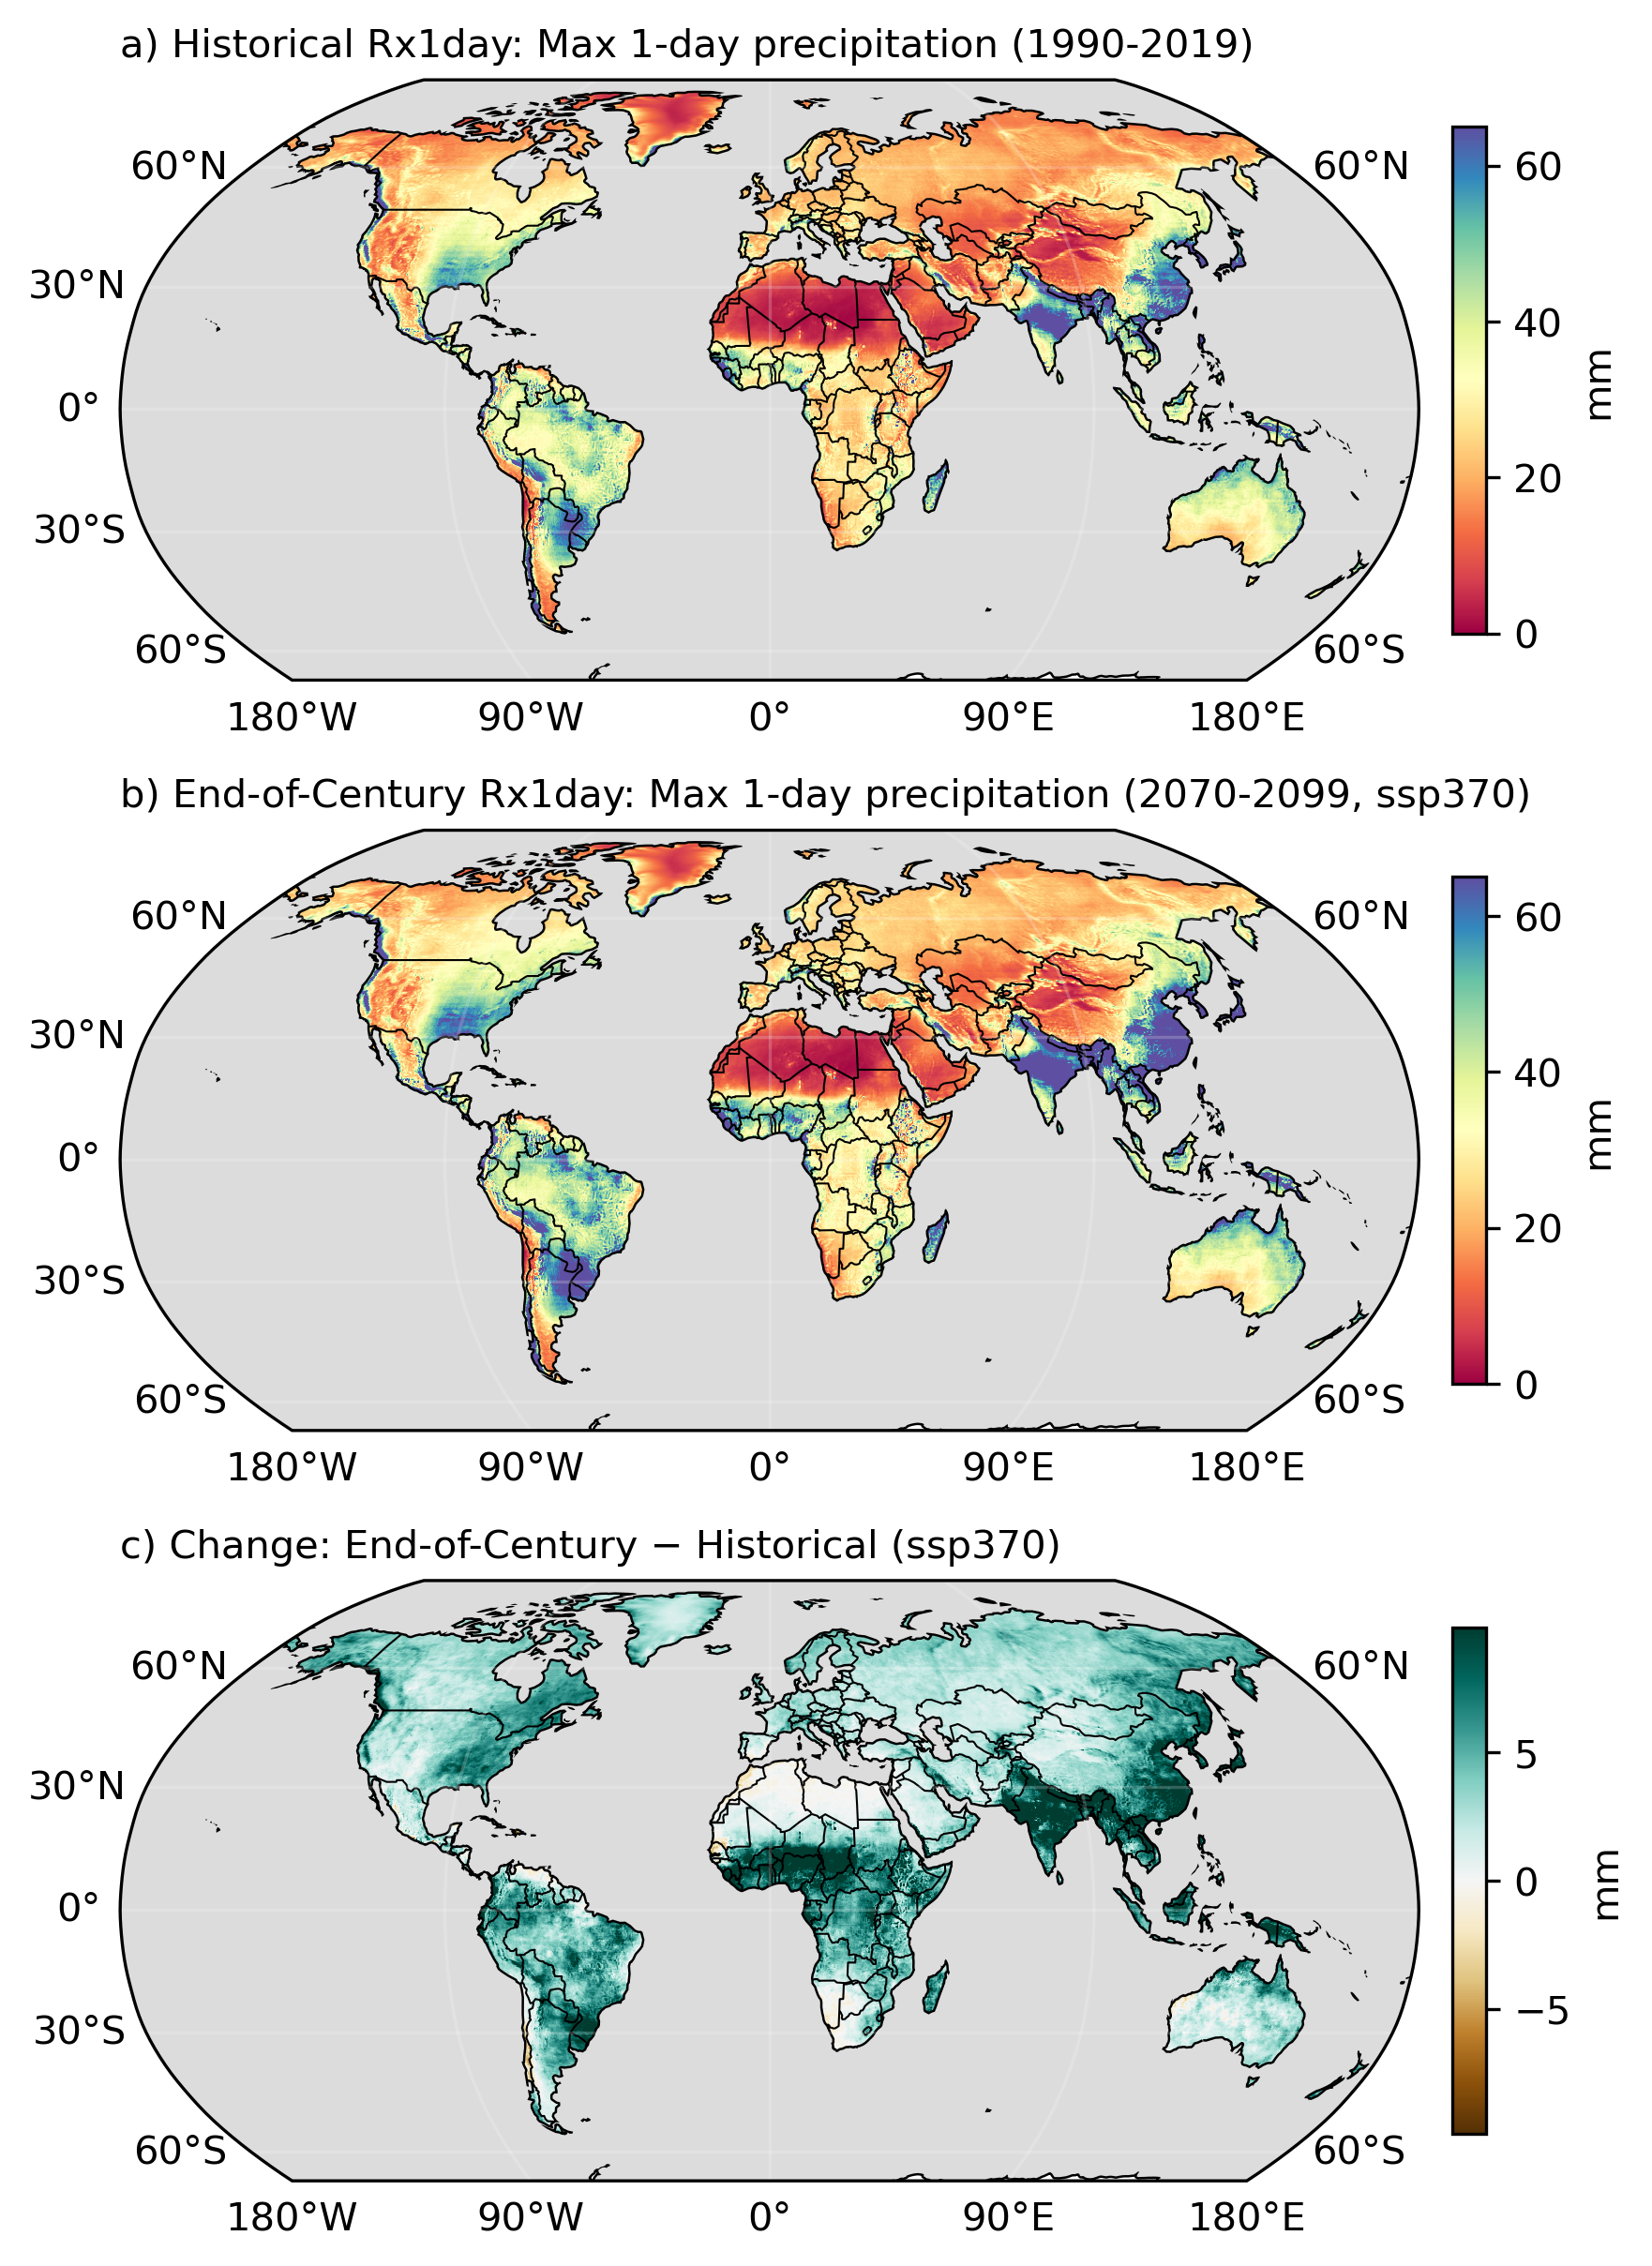 a) Historical Rx1day: Max 1-day precipitation (1990-2019)
60°N 60°N
30°N
0°
30°S
60°S 60°S
180°W 90°W 0° 90°E 180°E
60
40
20
0
mm
b) End-of-Century Rx1day: Max 1-day precipitation (2070-2099, ssp370)
60°N 60°N
30°N
0°
30°S
60°S 60°S
180°W 90°W 0° 90°E 180°E
60
40
20
0
mm
c) Change: End-of-Century − Historical (ssp370)
60°N 60°N
30°N
0°
30°S
60°S 60°S
180°W 90°W 0° 90°E 180°E
5
0
−5
mm